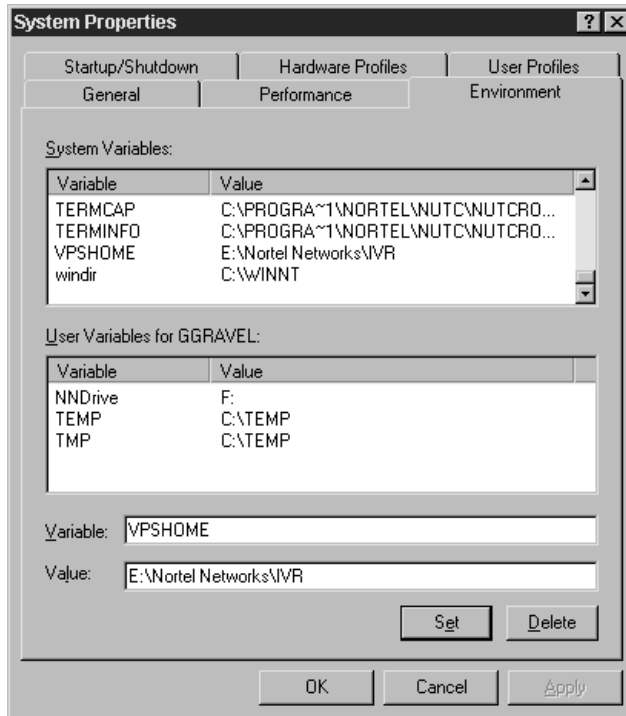 System Properties
Startup/Shutdown Hardware Profiles User Profiles
General Performance Environment
System Variables:
Variable Value
TERMCAP C:\PROGRA~1\NORTEL\NUTC\NUTCRO...
TERMINFO C:\PROGRA~1\NORTEL\NUTC\NUTCRO...
VPSHOME E:\Nortel Networks\IVR
windir C:\WINNT
User Variables for GGRAVEL:
Variable Value
NNDrive F:
TEMP C:\TEMP
TMP C:\TEMP
Variable: VPSHOME
Value: E:\Nortel Networks\IVR
Set Delete
OK Cancel Apply